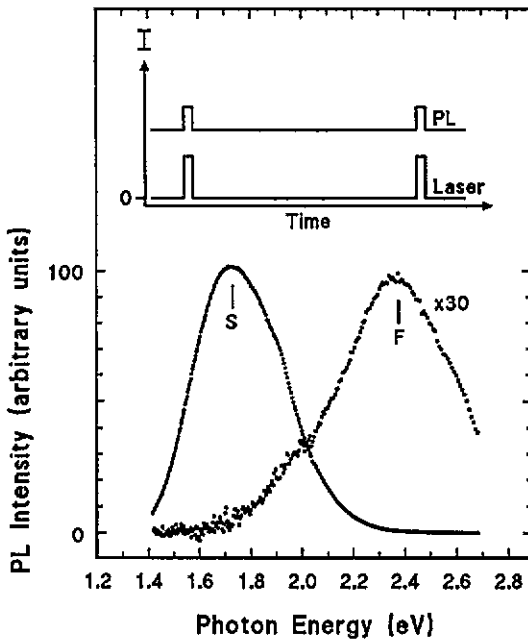 I
PL
0
Laser
Time
PL Intensity (arbitrary units)
100
x30
S
F
0
1.2 1.4 1.6 1.8 2.0 2.2 2.4 2.6 2.8
Photon Energy (eV)